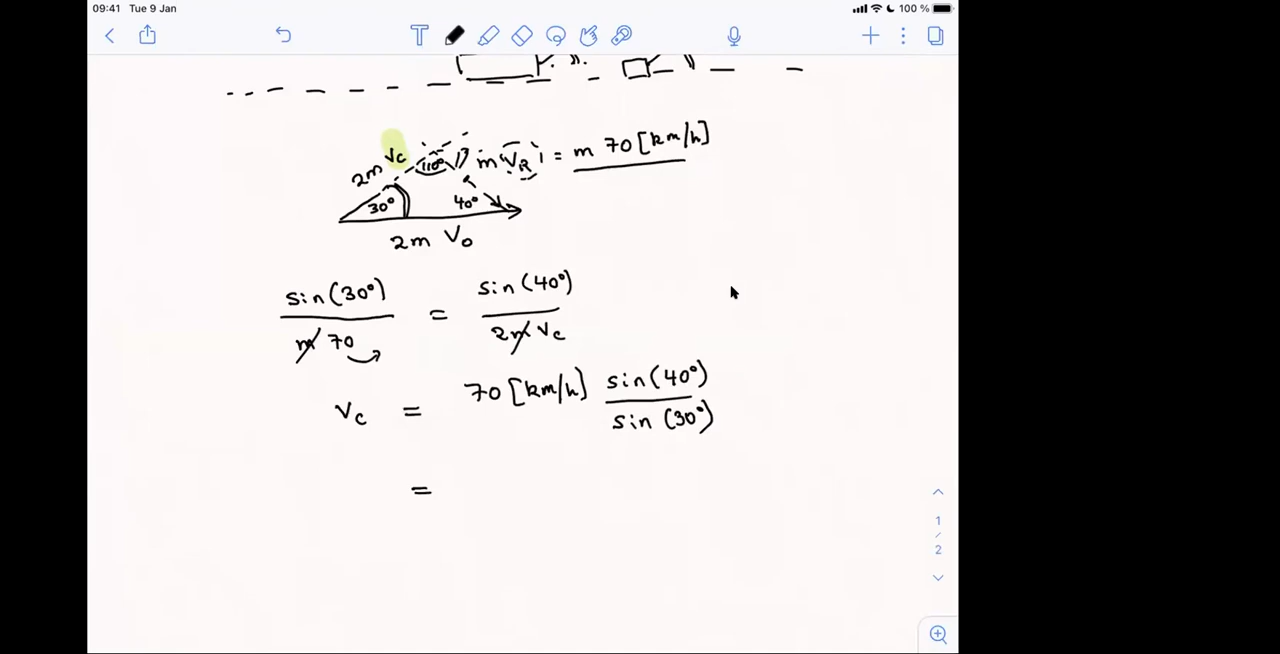 09:41 Tue 9 Jan 100 %
T
2m Vc 110° m VR = m 70 [km/h]
30° 40°
2m Vo
sin(30°) = sin(40°)
m 70 2m Vc
Vc = 70 [km/h] sin(40°)
sin(30°)
=
1
/
2